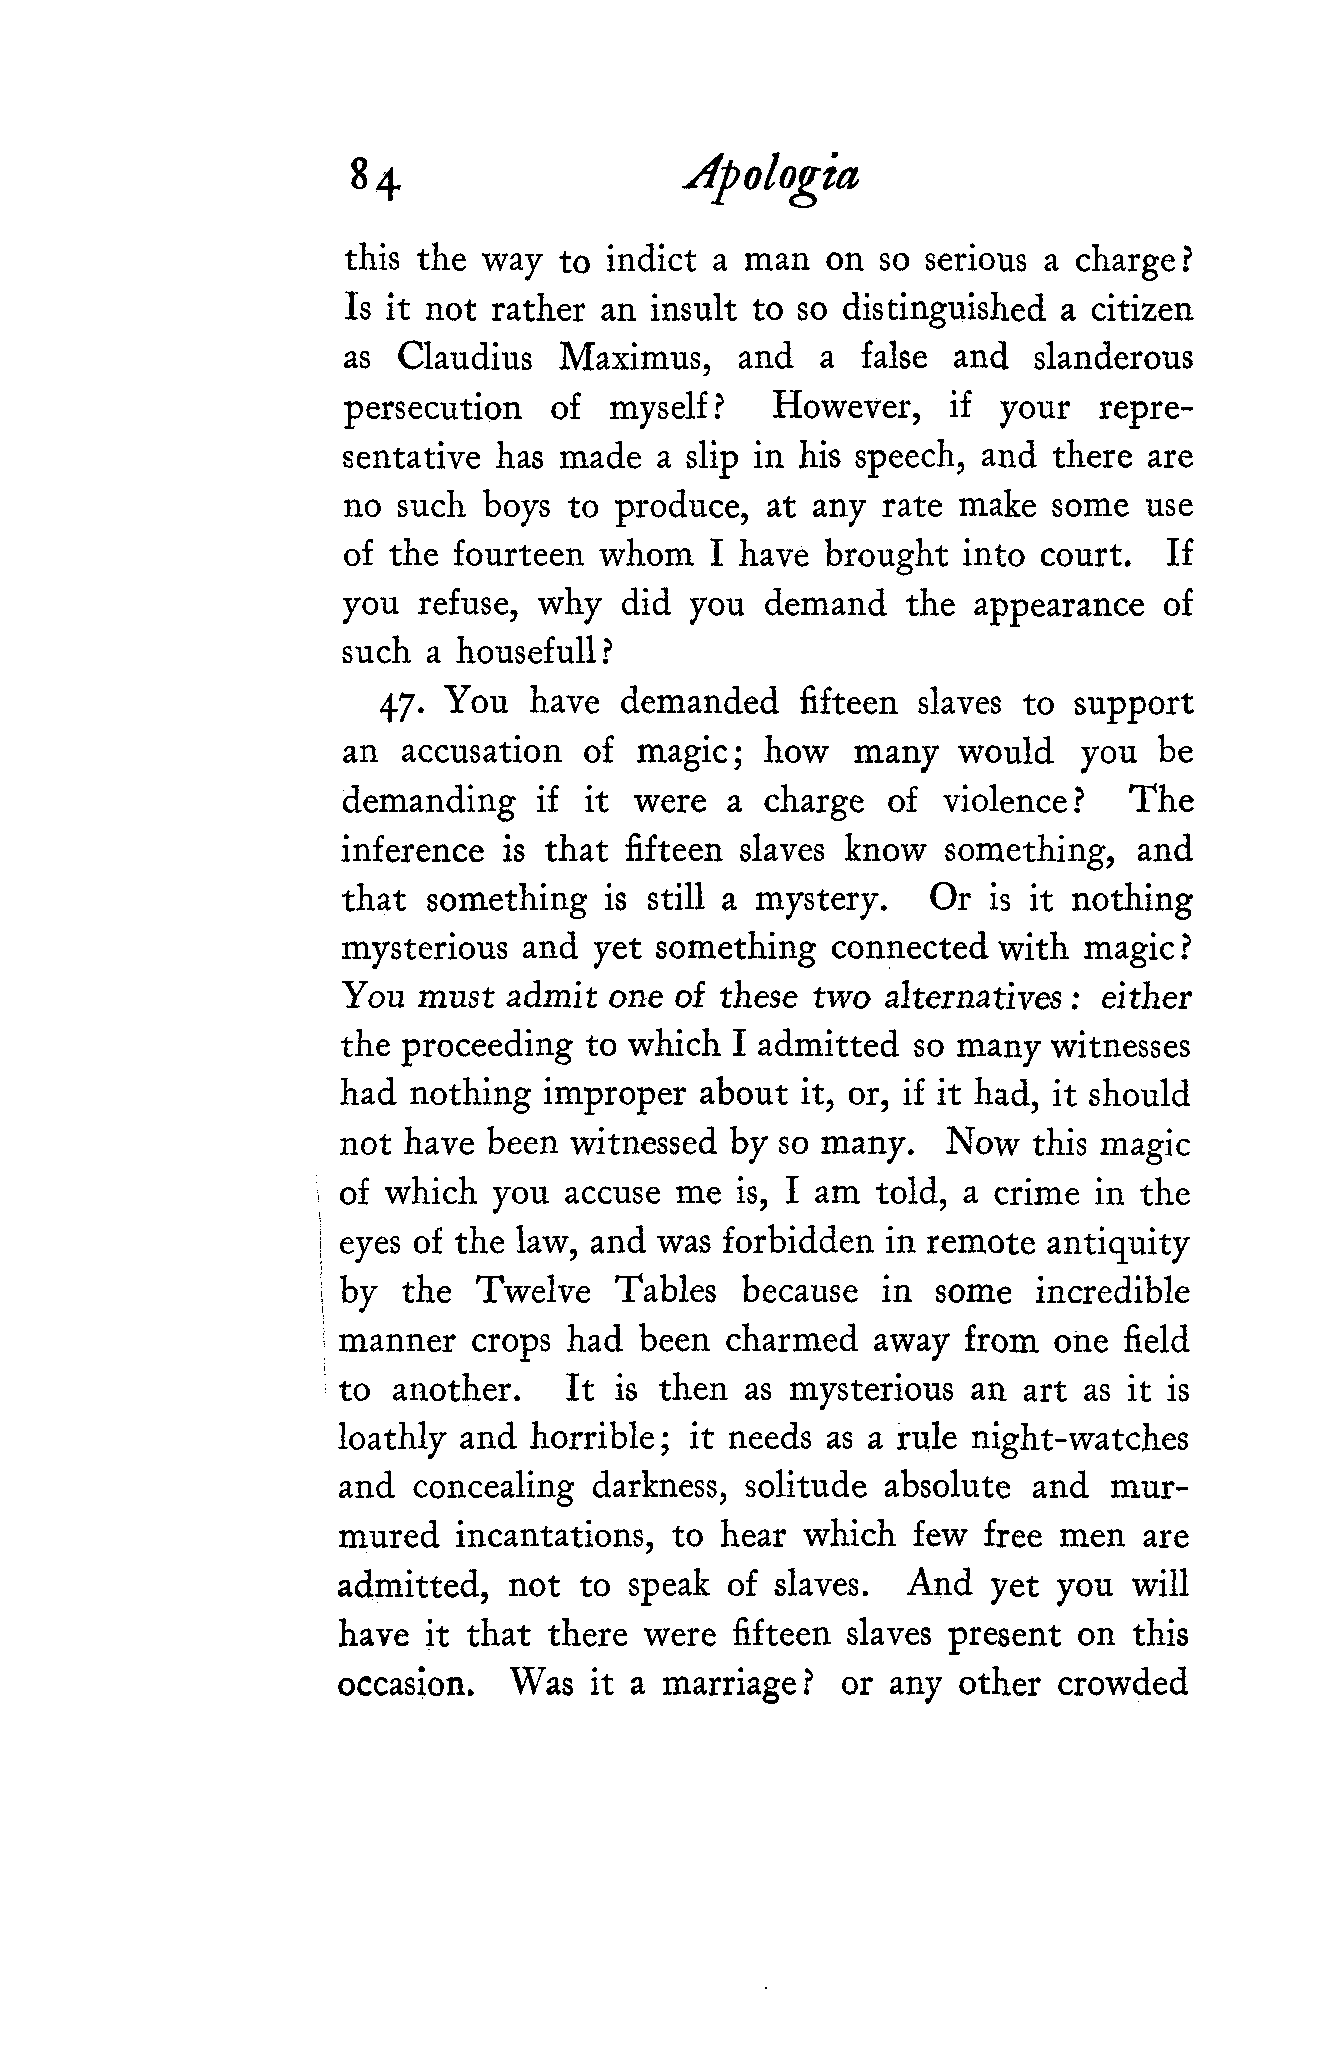 84 Apologia
this the way to indict a man on so serious a charge?
Is it not rather an insult to so distinguished a citizen
as Claudius Maximus, and a false and slanderous
persecution of myself? However, if your repre-
sentative has made a slip in his speech, and there are
no such boys to produce, at any rate make some use
of the fourteen whom I have brought into court. If
you refuse, why did you demand the appearance of
such a housefull?
47. You have demanded fifteen slaves to support
an accusation of magic; how many would you be
demanding if it were a charge of violence? The
inference is that fifteen slaves know something, and
that something is still a mystery. Or is it nothing
mysterious and yet something connected with magic?
You must admit one of these two alternatives: either
the proceeding to which I admitted so many witnesses
had nothing improper about it, or, if it had, it should
not have been witnessed by so many. Now this magic
of which you accuse me is, I am told, a crime in the
eyes of the law, and was forbidden in remote antiquity
by the Twelve Tables because in some incredible
manner crops had been charmed away from one field
to another. It is then as mysterious an art as it is
loathly and horrible; it needs as a rule night-watches
and concealing darkness, solitude absolute and mur-
mured incantations, to hear which few free men are
admitted, not to speak of slaves. And yet you will
have it that there were fifteen slaves present on this
occasion. Was it a marriage? or any other crowded